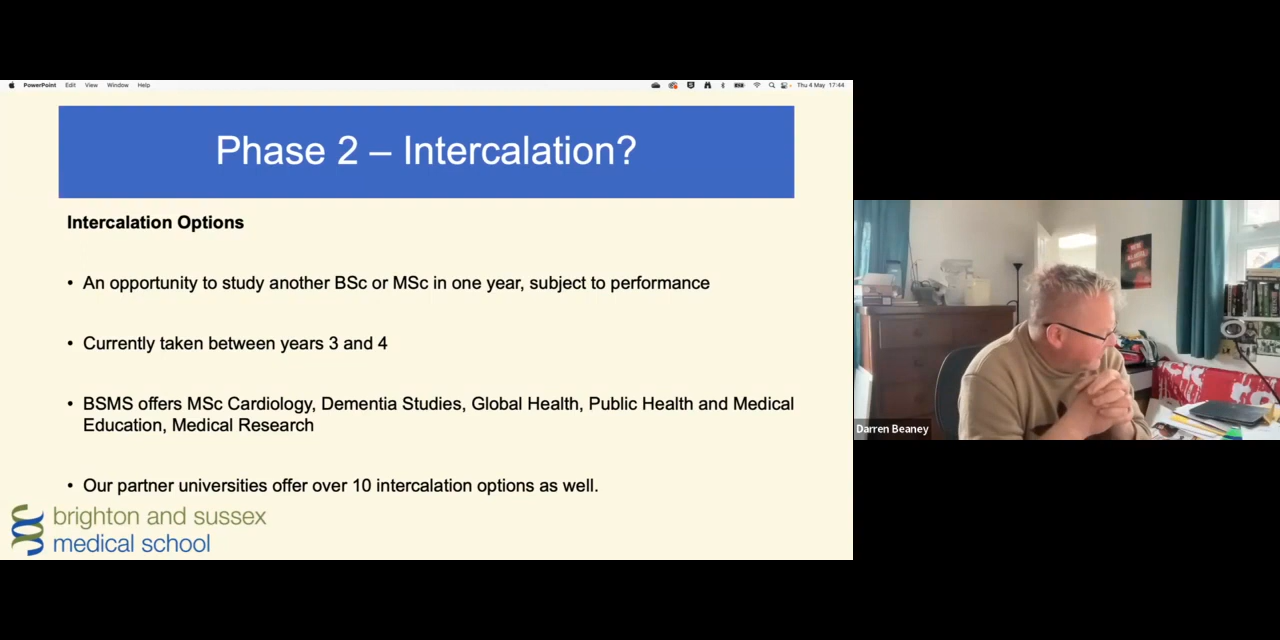 PowerPoint Edit View Window Help
Thu 4 May 17:44
Phase 2 – Intercalation?
Intercalation Options
• An opportunity to study another BSc or MSc in one year, subject to performance
• Currently taken between years 3 and 4
• BSMS offers MSc Cardiology, Dementia Studies, Global Health, Public Health and Medical
Education, Medical Research
• Our partner universities offer over 10 intercalation options as well.
brighton and sussex
medical school
Darren Beaney